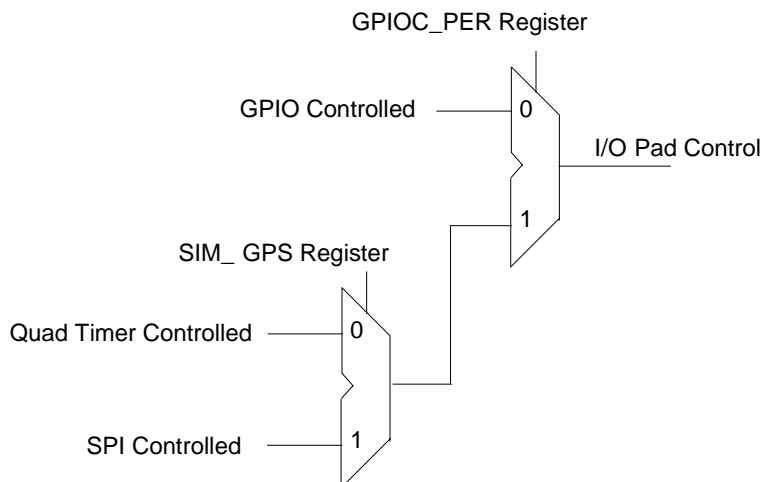 GPIOC_PER Register
GPIO Controlled
0
I/O Pad Control
1
SIM_ GPS Register
Quad Timer Controlled
0
SPI Controlled
1